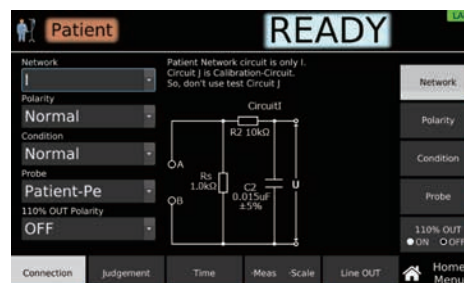 Patient
READY
LA
Network
I
Polarity
Normal
Condition
Normal
Probe
Patient-Pe
110% OUT Polarity
OFF
Patient Network circuit is only I.
Circuit J is Calibration-Circuit.
So, don't use test Circuit J
CircuitI
R2 10kΩ
A
Rs
1.0kΩ
B
C2
0.015uF
±5%
U
Network
Polarity
Condition
Probe
110% OUT
ON OFF
Connection
Judgement
Time
·Meas ·Scale
Line OUT
Home
Menu